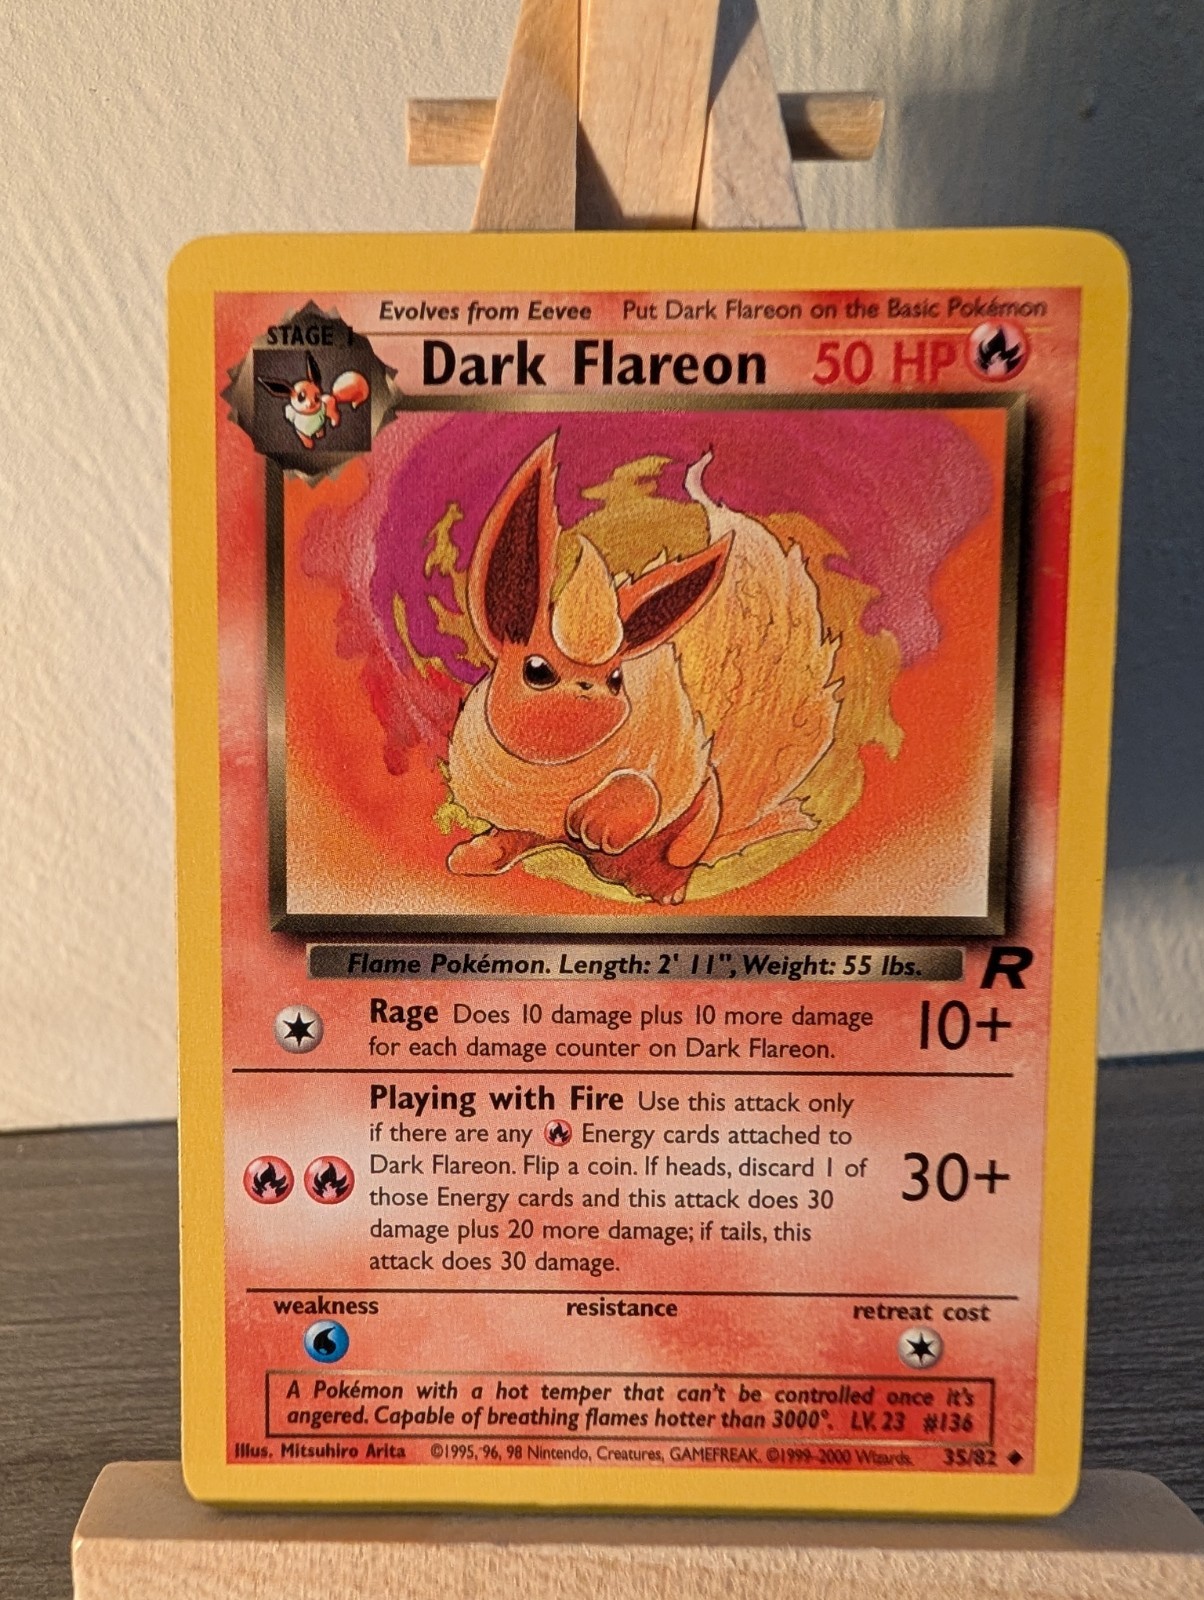 Evolves from Eevee Put Dark Flareon on the Basic Pokémon
STAGE 1
Dark Flareon 50 HP
Flame Pokémon. Length: 2' 11", Weight: 55 lbs.
R
Rage Does 10 damage plus 10 more damage 10+
for each damage counter on Dark Flareon.
Playing with Fire Use this attack only
if there are any Energy cards attached to
Dark Flareon. Flip a coin. If heads, discard 1 of 30+
those Energy cards and this attack does 30
damage plus 20 more damage; if tails, this
attack does 30 damage.
weakness resistance retreat cost
A Pokémon with a hot temper that can't be controlled once it's
angered. Capable of breathing flames hotter than 3000°. LV. 23 #136
Illus. Mitsuhiro Arita ©1995, 96, 98 Nintendo, Creatures, GAMEFREAK. ©1999-2000 Wizards. 35/82